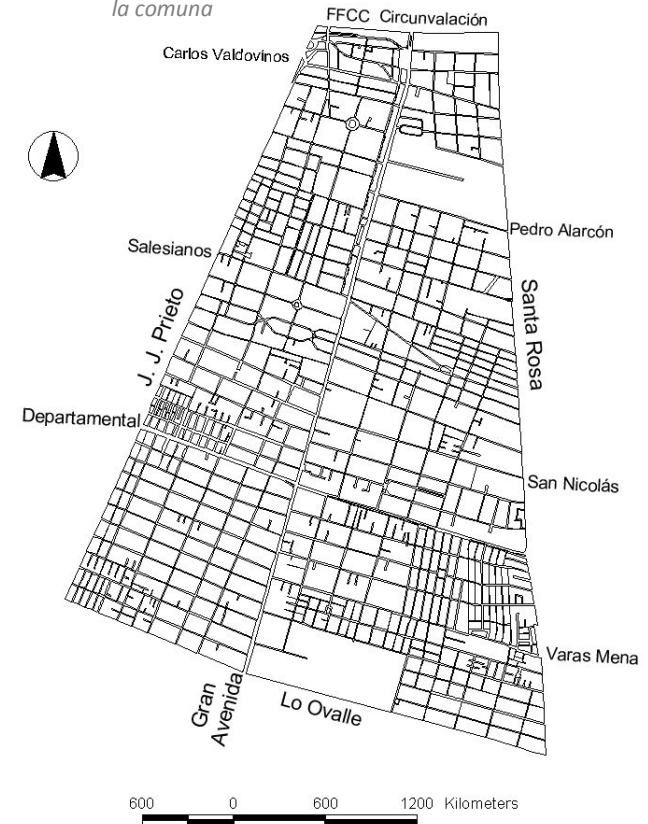 la comuna
FFCC Circunvalación
Carlos Valdovinos
Pedro Alarcón
Salesianos
Santa Rosa
J. J. Prieto
Departamental
San Nicolás
Varas Mena
Gran
Avenida
Lo Ovalle
600 0 600 1200 Kilometers